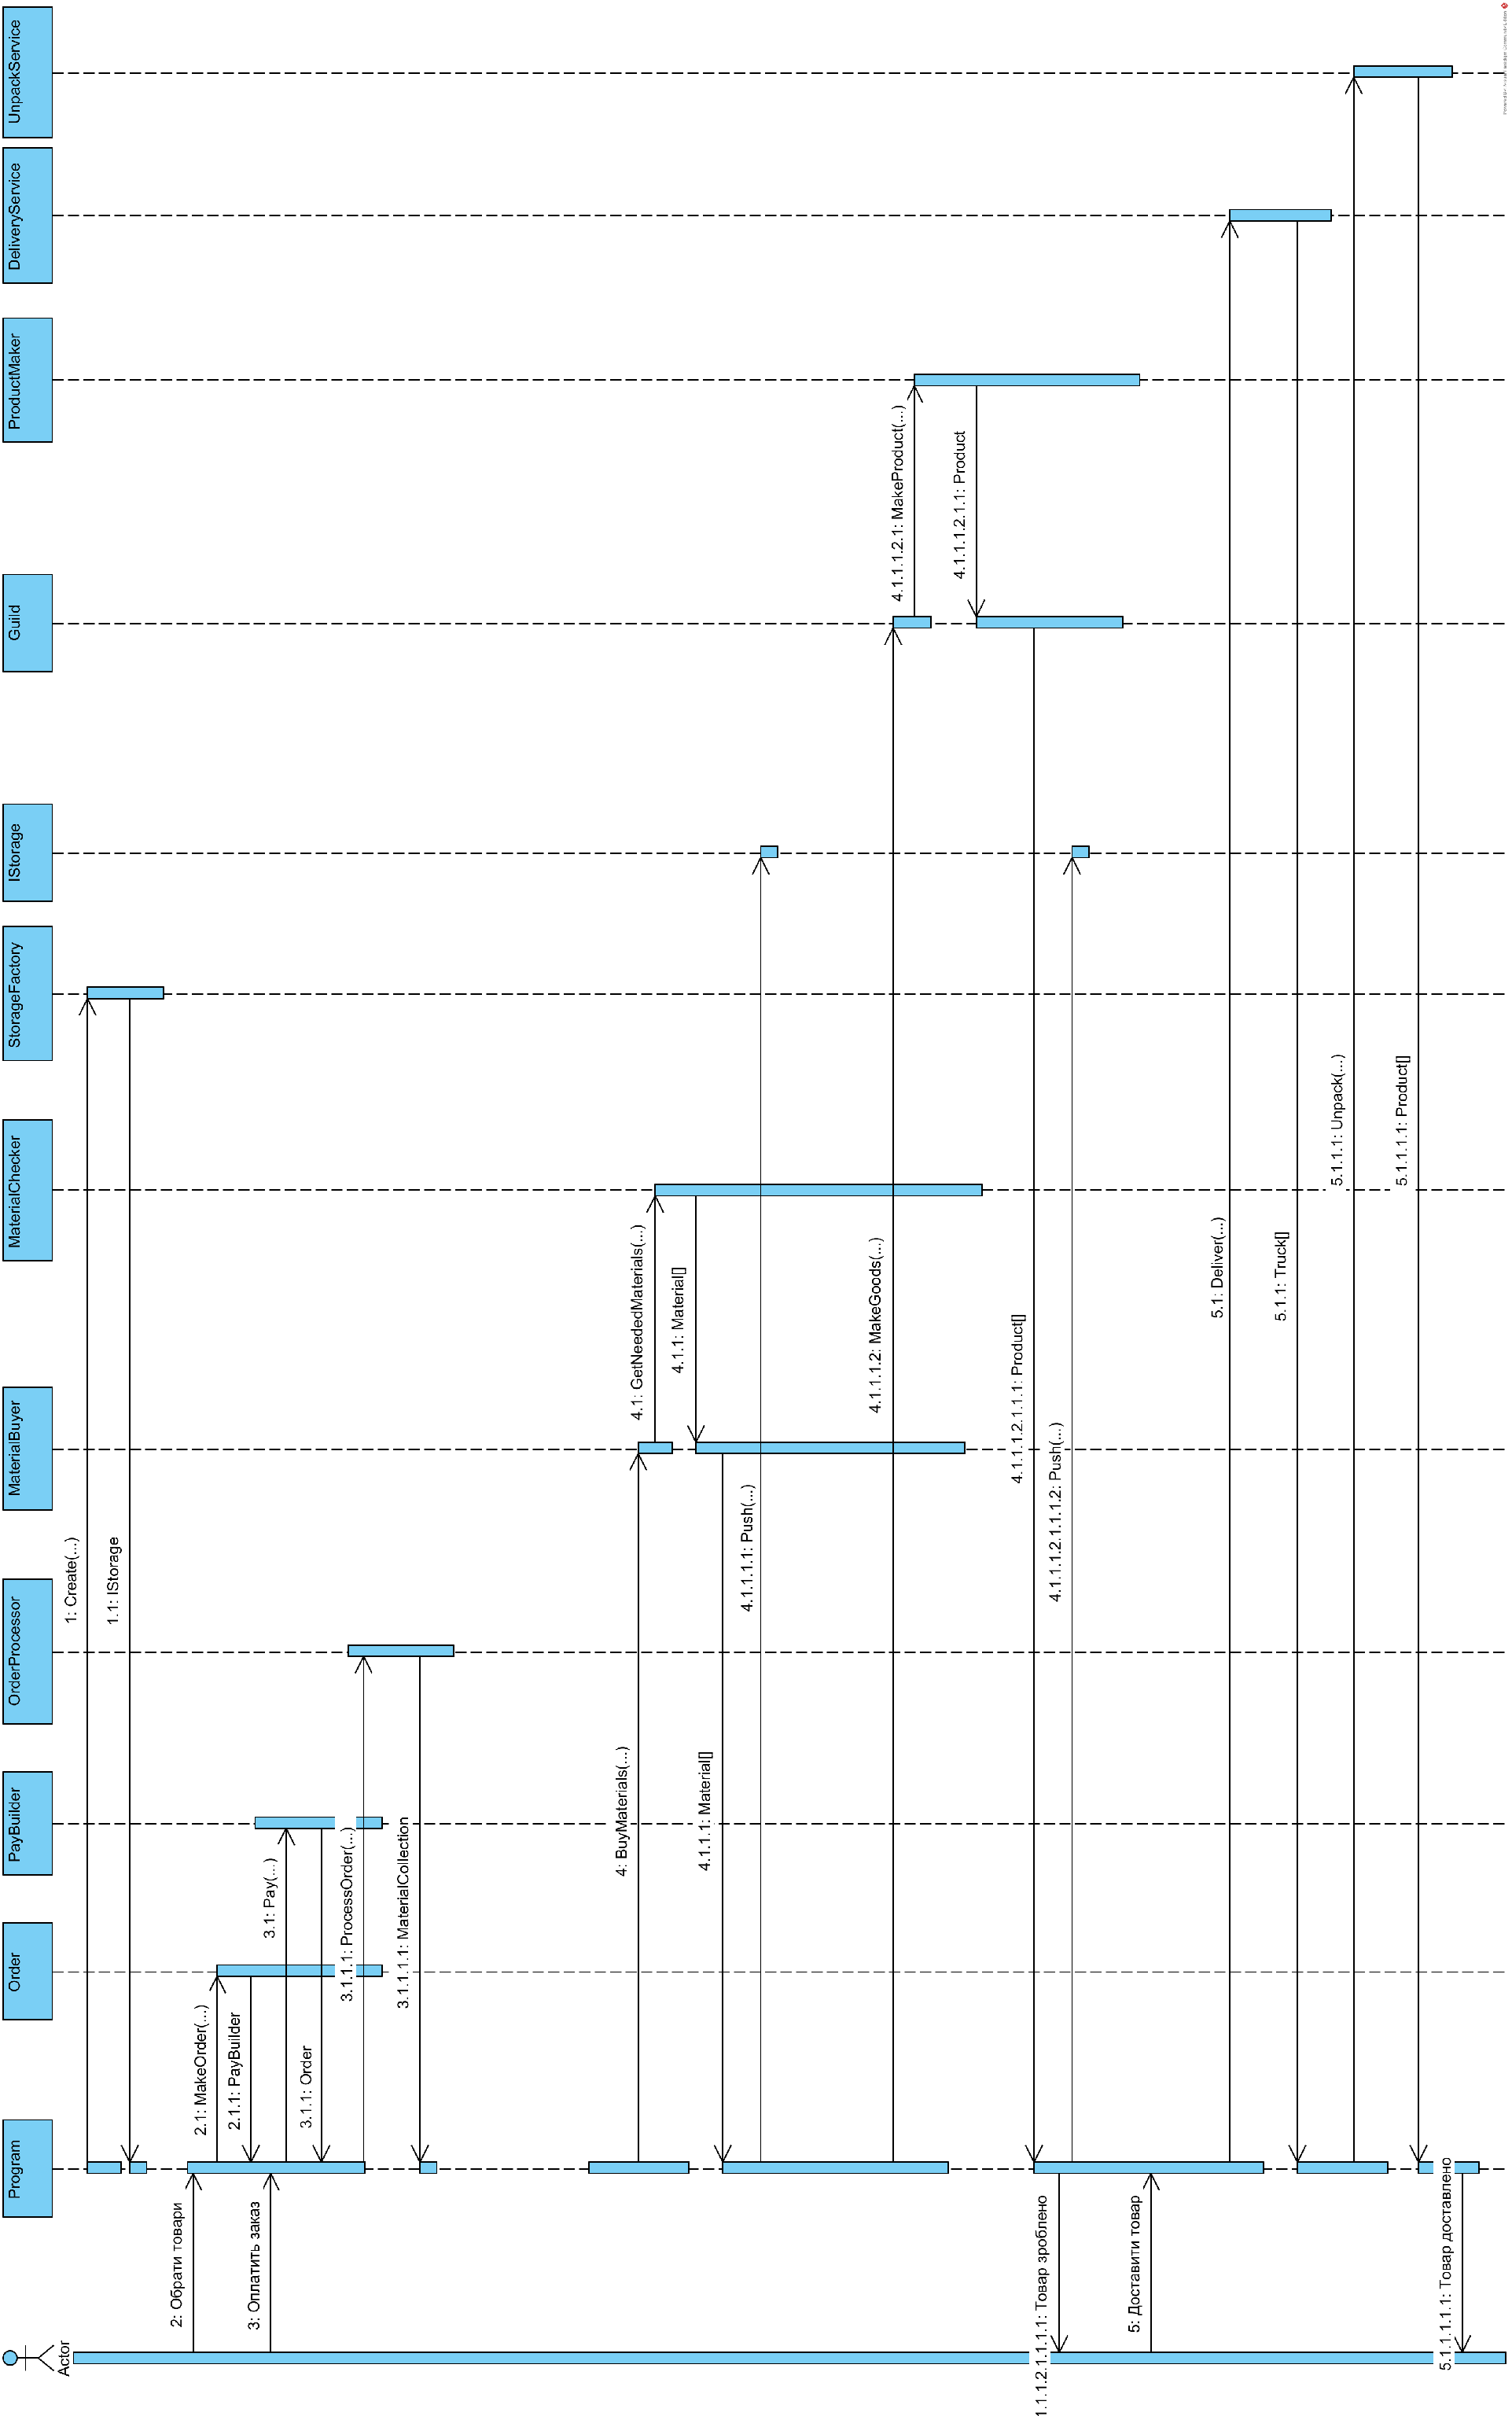 Actor
Program
Order
PayBuilder
OrderProcessor
MaterialBuyer
MaterialChecker
StorageFactory
IStorage
Guild
ProductMaker
DeliveryService
UnpackService
1: Create(...)
1.1: IStorage
2: Обрати товари
2.1: MakeOrder(...)
2.1.1: PayBuilder
3: Оплатить заказ
3.1: Pay(...)
3.1.1: Order
3.1.1.1: ProcessOrder(...)
3.1.1.1.1: MaterialCollection
4: BuyMaterials(...)
4.1: GetNeededMaterials(...)
4.1.1: Material[]
4.1.1.1: Material[]
4.1.1.1.1: Push(...)
4.1.1.1.2: MakeGoods(...)
4.1.1.1.2.1: MakeProduct(...)
4.1.1.1.2.1.1: Product
4.1.1.1.2.1.1.1: Product[]
1.1.1.2.1.1.1.1: Товар зроблено
4.1.1.1.2.1.1.1.2: Push(...)
5: Доставити товар
5.1: Deliver(...)
5.1.1: Truck[]
5.1.1.1: Unpack(...)
5.1.1.1.1: Product[]
5.1.1.1.1.1: Товар доставлено